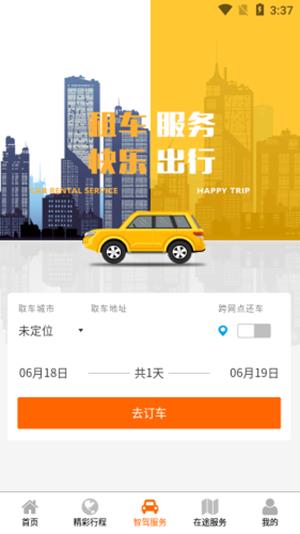 3:37
租车 服务
快乐 出行
CAR RENTAL SERVICE HAPPY TRIP
取车城市 取车地址 跨网点还车
未定位
06月18日 共1天 06月19日
去订车
首页 精彩行程 智驾服务 在途服务 我的